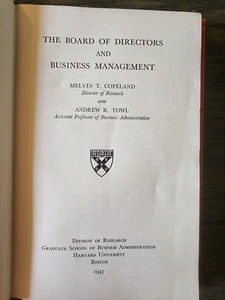 THE BOARD OF DIRECTORS
AND
BUSINESS MANAGEMENT
MELVIN T. COPELAND
Director of Research
AND
ANDREW R. TOWL
Assistant Professor of Business Administration
DIVISION OF RESEARCH
GRADUATE SCHOOL OF BUSINESS ADMINISTRATION
HARVARD UNIVERSITY
BOSTON
1947